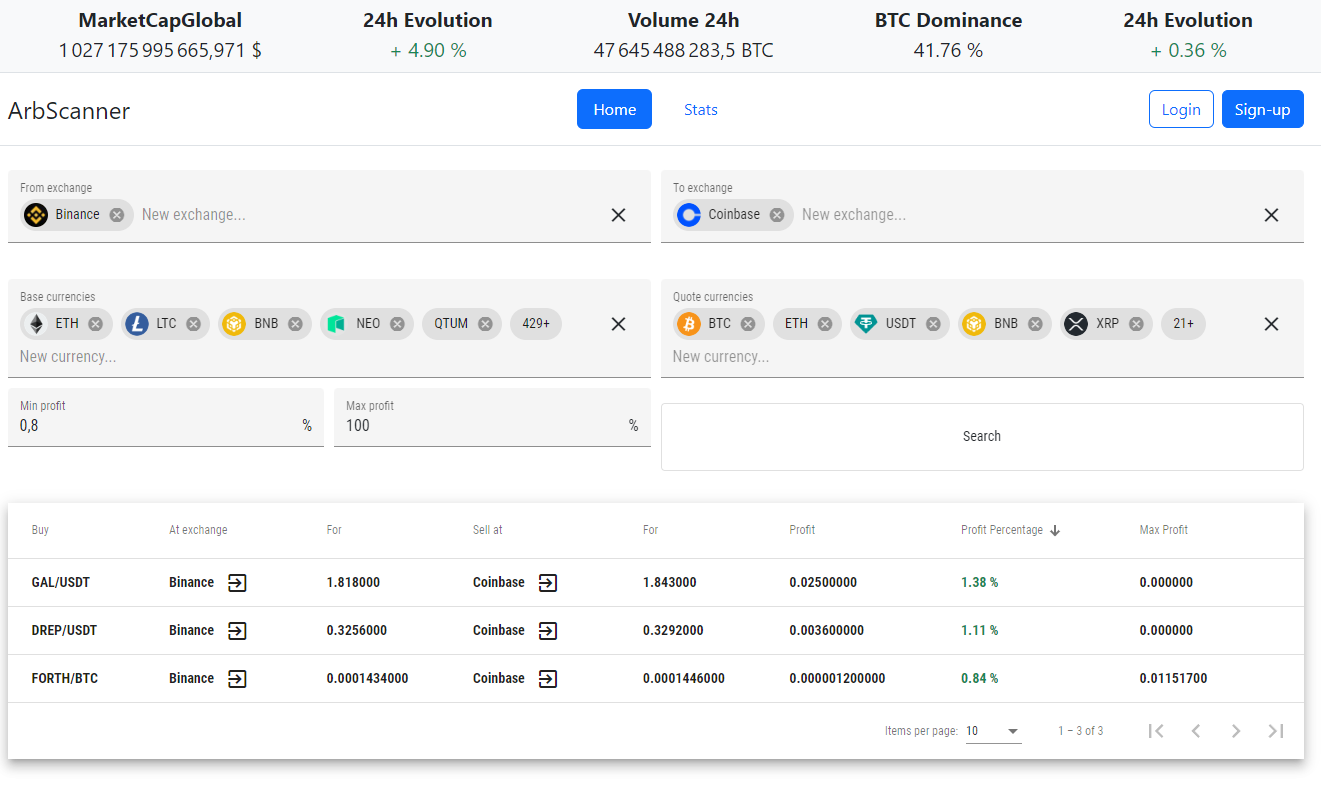 MarketCapGlobal 24h Evolution Volume 24h BTC Dominance 24h Evolution
1 027 175 995 665,971 $ + 4.90 % 47 645 488 283,5 BTC 41.76 % + 0.36 %
ArbScanner Home Stats Login Sign-up
From exchange To exchange
Binance New exchange... Coinbase New exchange...
Base currencies Quote currencies
ETH LTC BNB NEO QTUM 429+ BTC ETH USDT BNB XRP 21+
New currency... New currency...
Min profit Max profit
0,8 % 100 %
Search
Buy At exchange For Sell at For Profit Profit Percentage Max Profit
GAL/USDT Binance 1.818000 Coinbase 1.843000 0.02500000 1.38 % 0.000000
DREP/USDT Binance 0.3256000 Coinbase 0.3292000 0.003600000 1.11 % 0.000000
FORTH/BTC Binance 0.0001434000 Coinbase 0.0001446000 0.000001200000 0.84 % 0.01151700
Items per page: 10 1 – 3 of 3